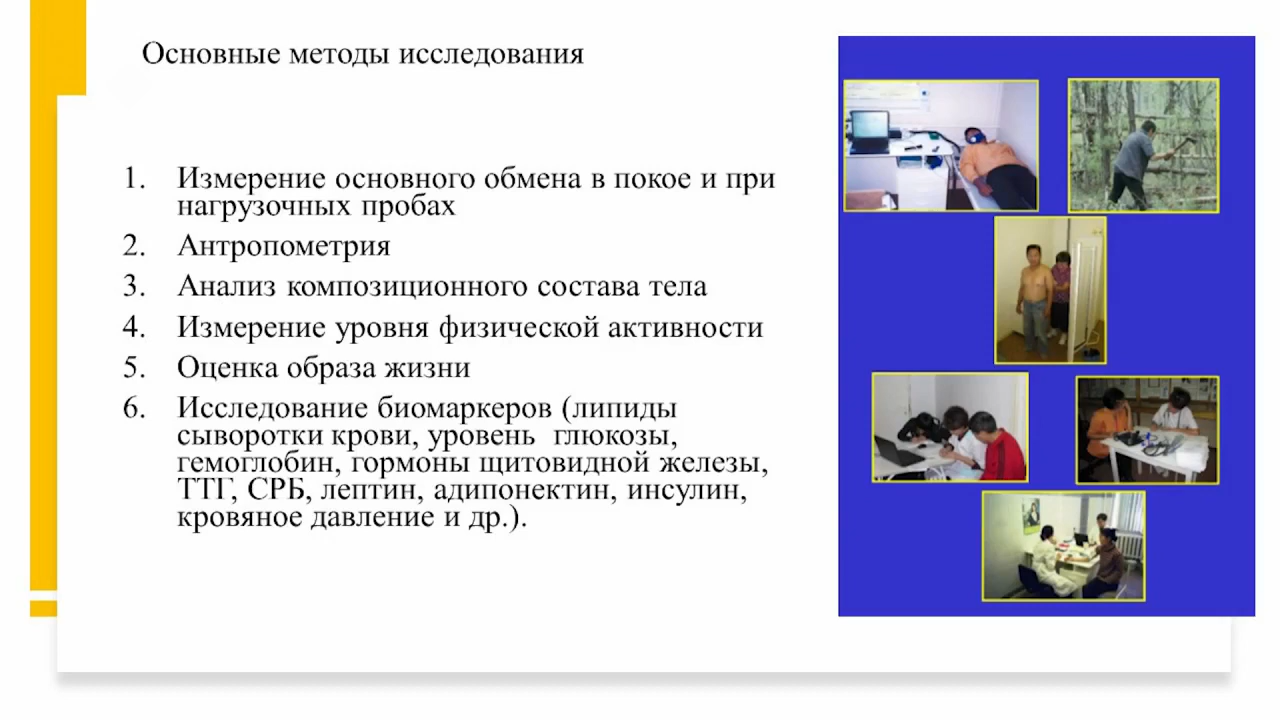 Основные методы исследования
1. Измерение основного обмена в покое и при
нагрузочных пробах
2. Антропометрия
3. Анализ композиционного состава тела
4. Измерение уровня физической активности
5. Оценка образа жизни
6. Исследование биомаркеров (липиды
сыворотки крови, уровень глюкозы,
гемоглобин, гормоны щитовидной железы,
ТТГ, СРБ, лептин, адипонектин, инсулин,
кровяное давление и др.).